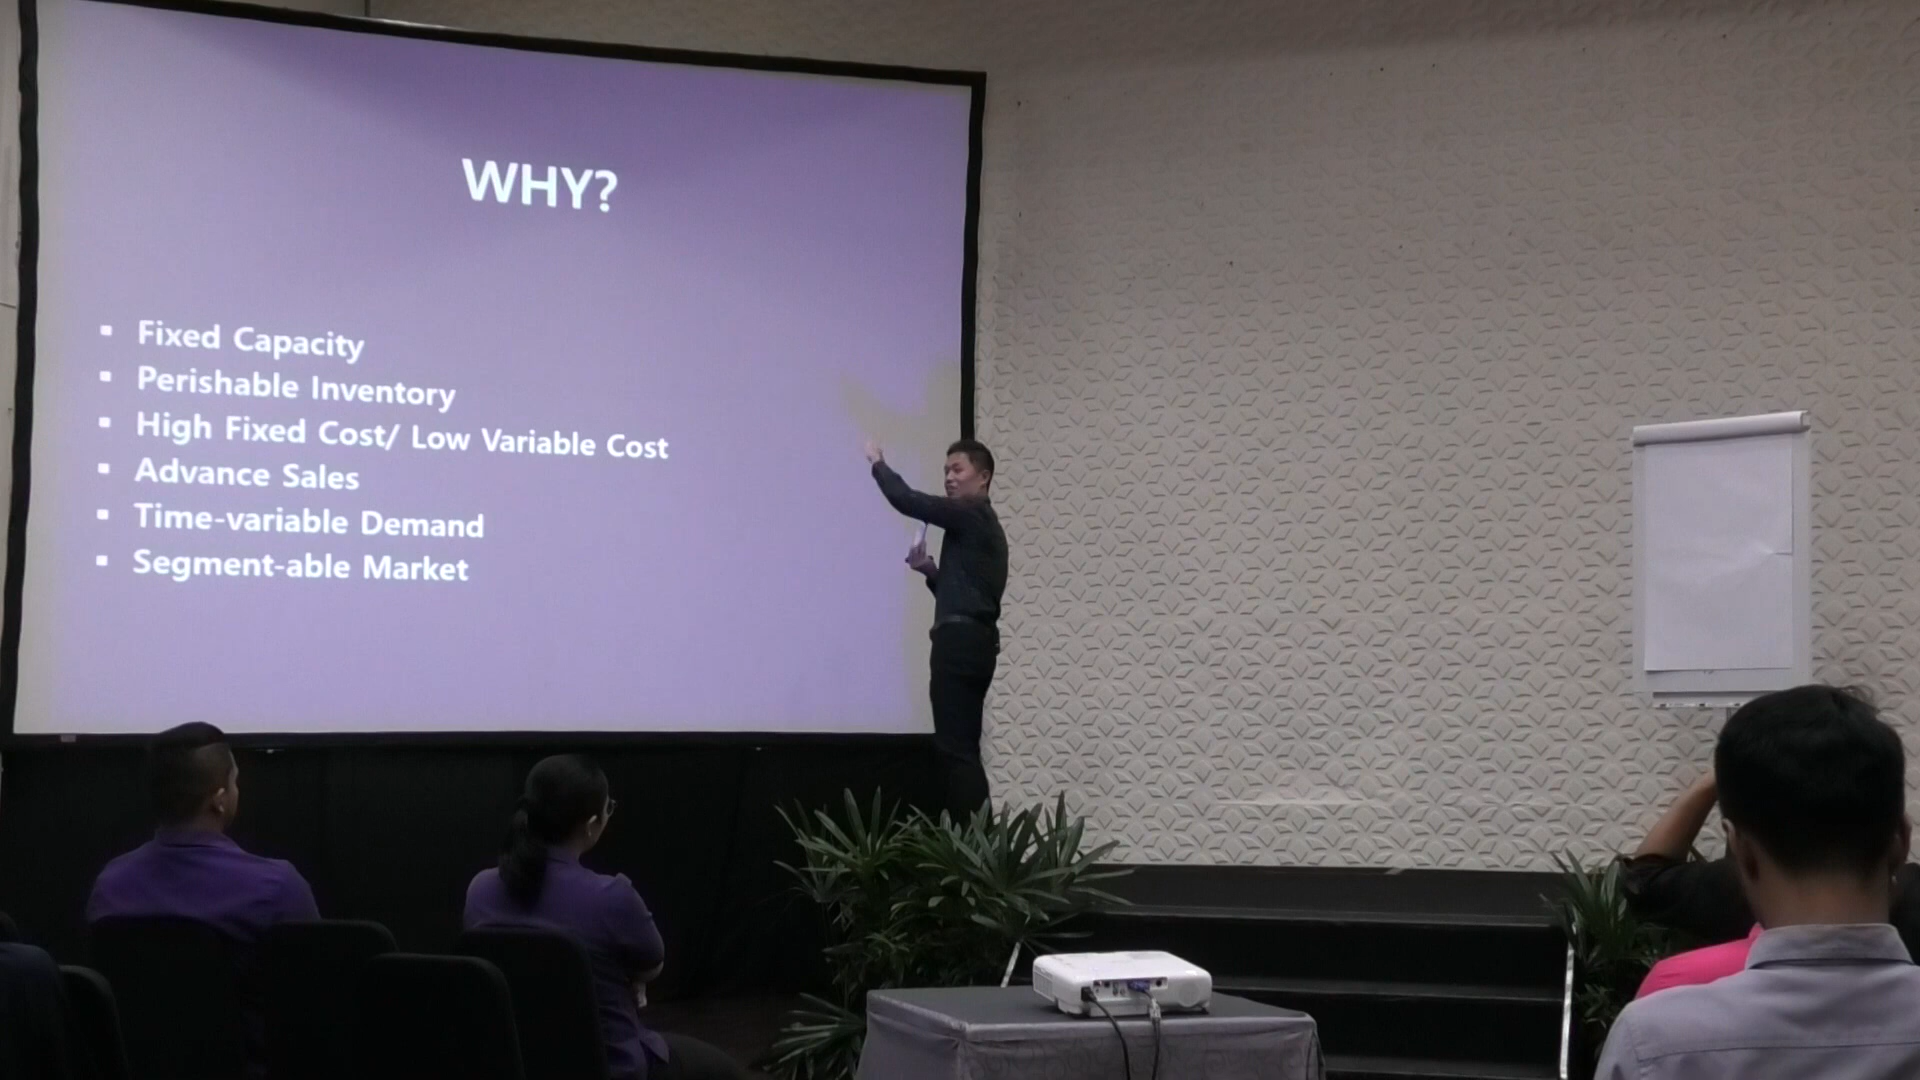 WHY?
▪ Fixed Capacity
▪ Perishable Inventory
▪ High Fixed Cost/ Low Variable Cost
▪ Advance Sales
▪ Time-variable Demand
▪ Segment-able Market